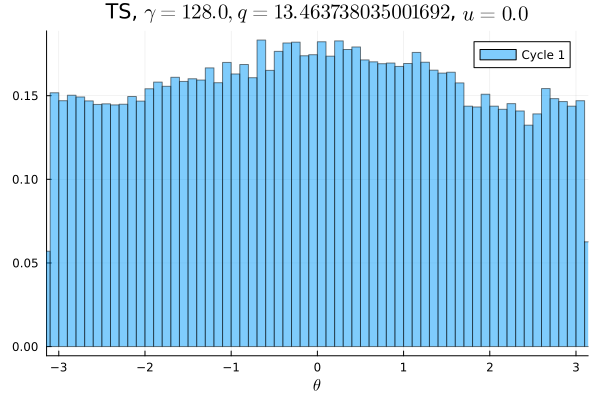 TS, γ = 128.0, q = 13.463738035001692, u = 0.0
Cycle 1
0.15
0.10
0.05
0.00
−3 −2 −1 0 1 2 3
θ